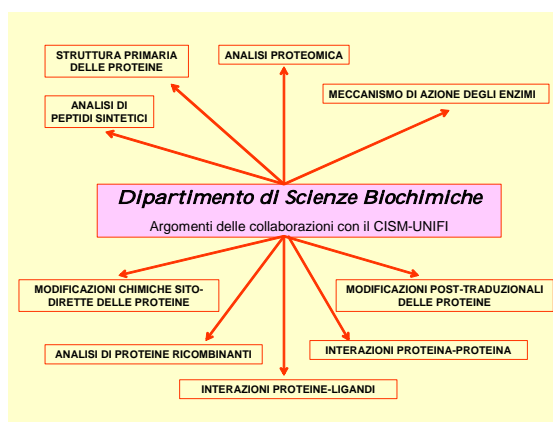 STRUTTURA PRIMARIA
DELLE PROTEINE
ANALISI PROTEOMICA
MECCANISMO DI AZIONE DEGLI ENZIMI
ANALISI DI
PEPTIDI SINTETICI
Dipartimento di Scienze Biochimiche
Argomenti delle collaborazioni con il CISM-UNIFI
MODIFICAZIONI CHIMICHE SITO-
DIRETTE DELLE PROTEINE
MODIFICAZIONI POST-TRADUZIONALI
DELLE PROTEINE
ANALISI DI PROTEINE RICOMBINANTI
INTERAZIONI PROTEINA-PROTEINA
INTERAZIONI PROTEINE-LIGANDI